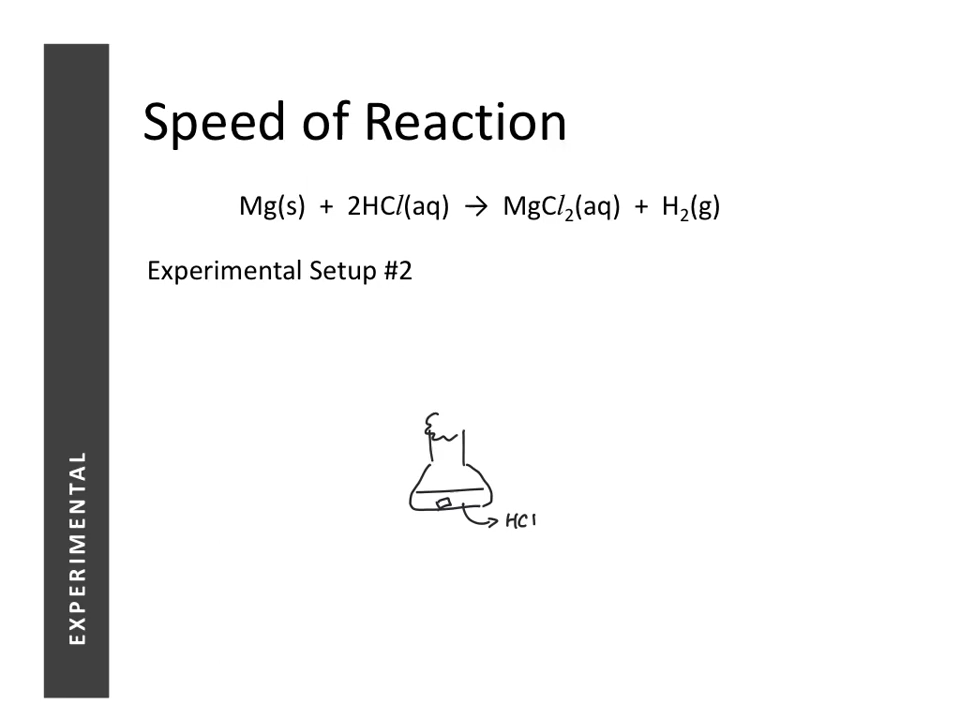 Speed of Reaction
Mg(s) + 2HCl(aq) → MgCl₂(aq) + H₂(g)
Experimental Setup #2
HCl
EXPERIMENTAL